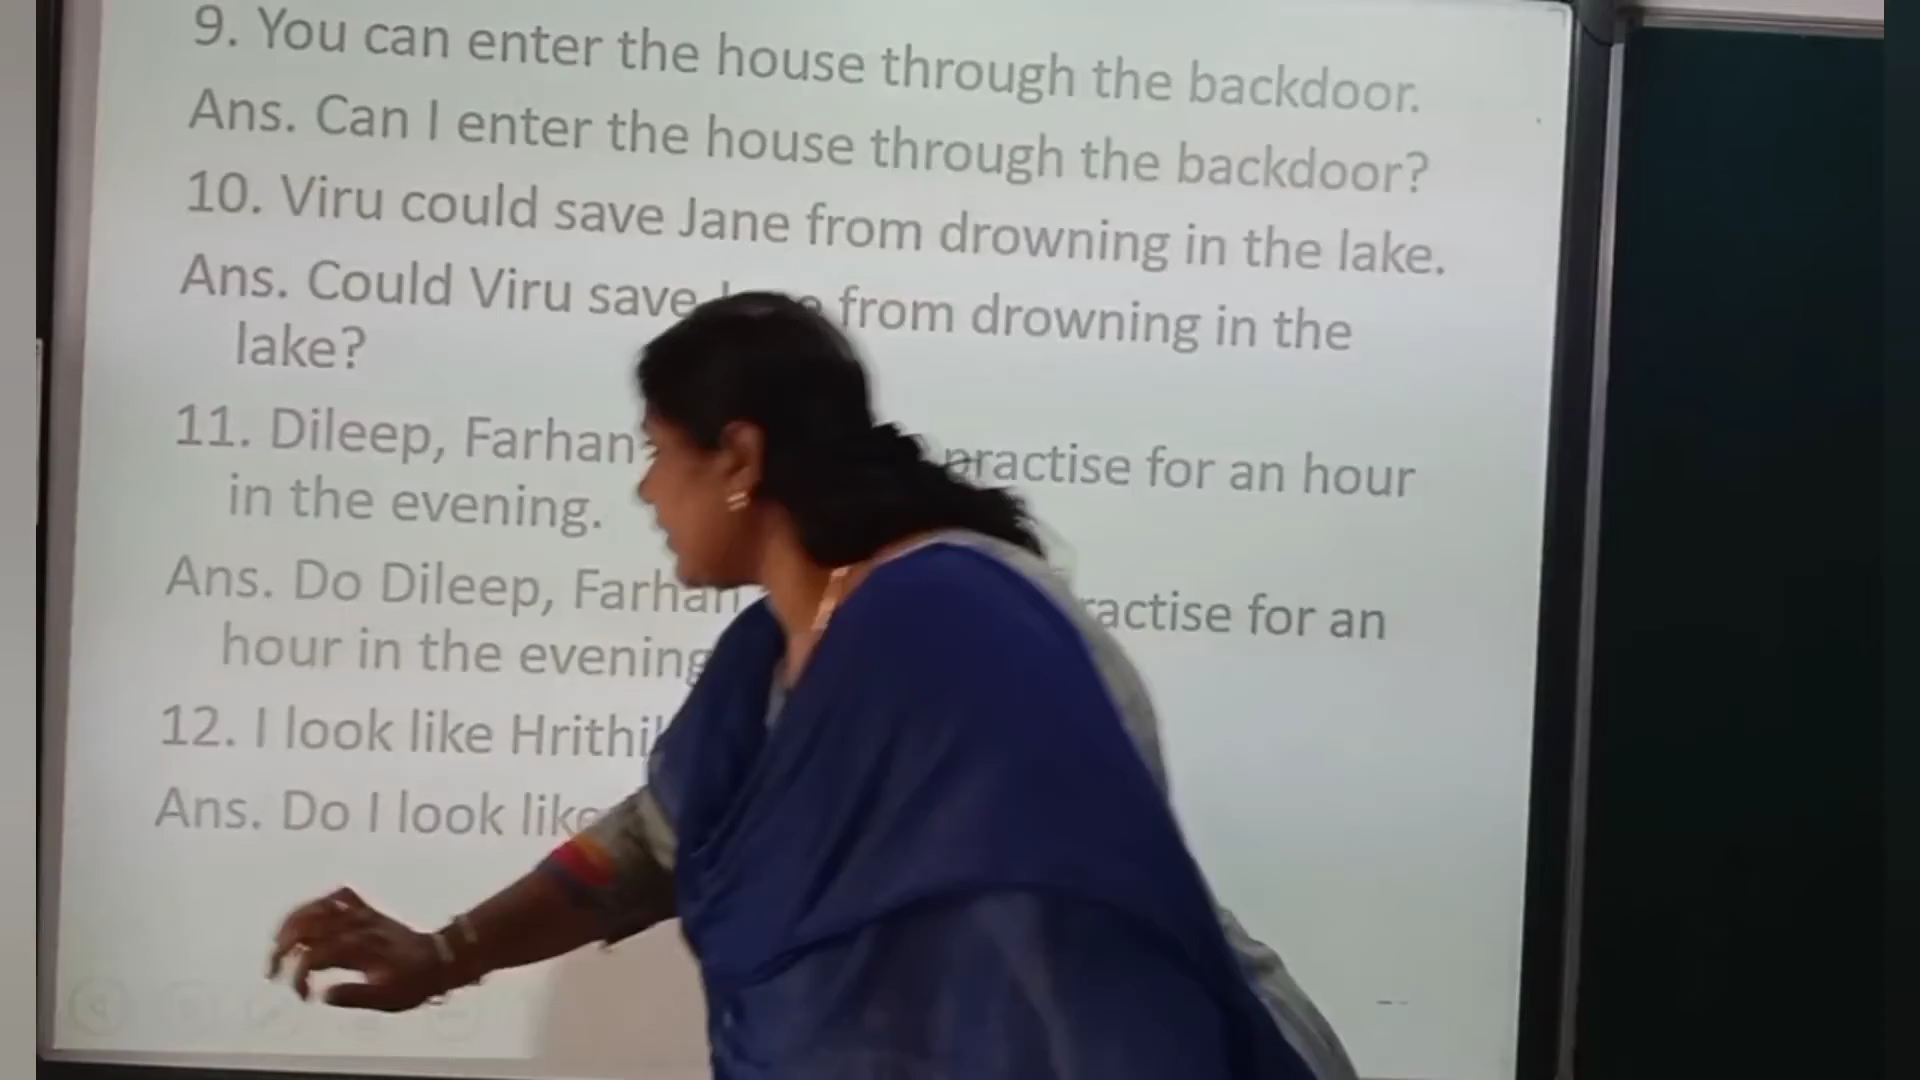 9. You can enter the house through the backdoor.
Ans. Can I enter the house through the backdoor?
10. Viru could save Jane from drowning in the lake.
Ans. Could Viru save from drowning in the
lake?
11. Dileep, Farhan practise for an hour
in the evening.
Ans. Do Dileep, Farhan for an
hour in the evening
12. I look like
Ans. Do I look like